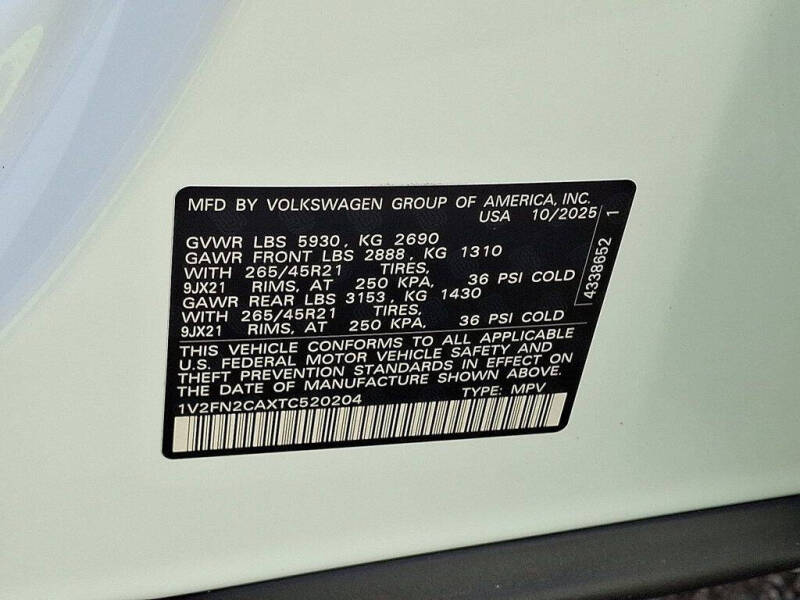 MFD BY VOLKSWAGEN GROUP OF AMERICA, INC.
USA 10/2025
GVWR LBS 5930, KG 2690
GAWR FRONT LBS 2888, KG 1310
WITH 265/45R21 TIRES,
9JX21 RIMS, AT 250 KPA, 36 PSI COLD
GAWR REAR LBS 3153, KG 1430
WITH 265/45R21 TIRES,
9JX21 RIMS, AT 250 KPA, 36 PSI COLD
THIS VEHICLE CONFORMS TO ALL APPLICABLE
U.S. FEDERAL MOTOR VEHICLE SAFETY AND
THEFT PREVENTION STANDARDS IN EFFECT ON
THE DATE OF MANUFACTURE SHOWN ABOVE.
1V2FN2CAXTC520204 TYPE: MPV
4338652 1